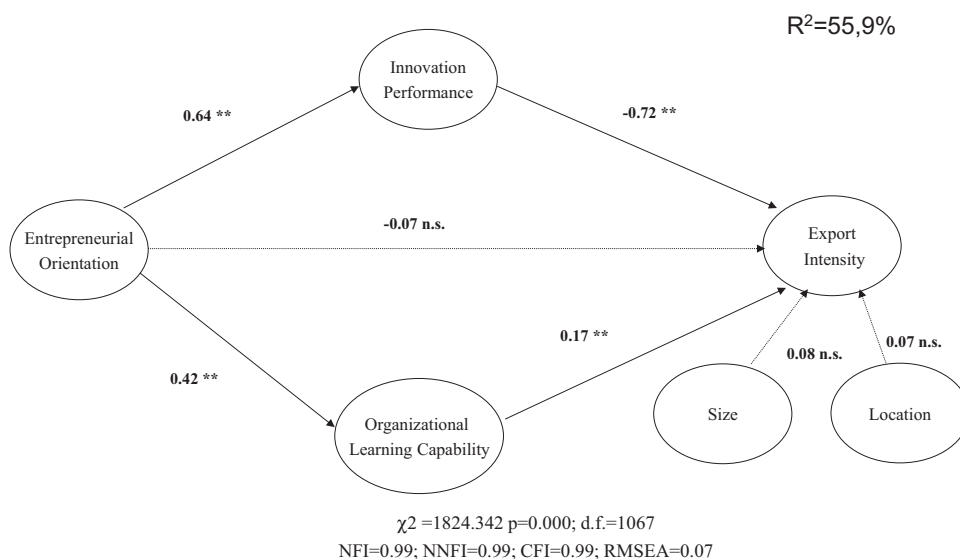 R²=55,9%
Innovation
Performance
0.64 **
-0.72 **
Entrepreneurial
Orientation
-0.07 n.s.
Export
Intensity
0.17 **
0.08 n.s.
0.07 n.s.
0.42 **
Organizational
Learning Capability
Size
Location
χ2 =1824.342 p=0.000; d.f.=1067
NFI=0.99; NNFI=0.99; CFI=0.99; RMSEA=0.07